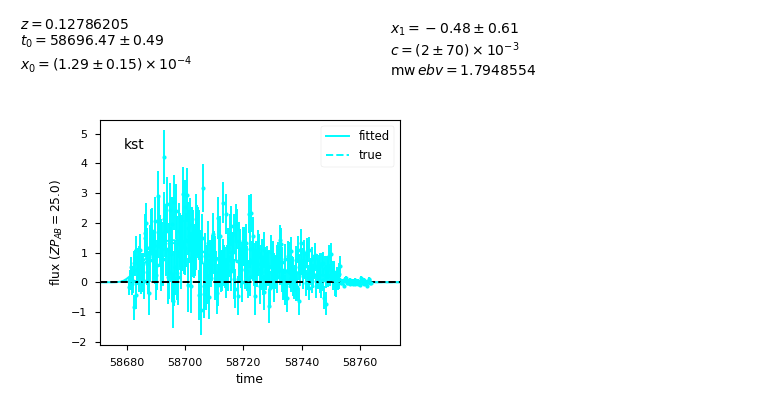 z = 0.12786205
t₀ = 58696.47 ± 0.49
x₀ = (1.29 ± 0.15) × 10⁻⁴
x₁ = −0.48 ± 0.61
c = (2 ± 70) × 10⁻³
mw ebv = 1.7948554
kst
fitted
true
flux (ZP_AB = 25.0)
5
4
3
2
1
0
−1
−2
58680 58700 58720 58740 58760
time